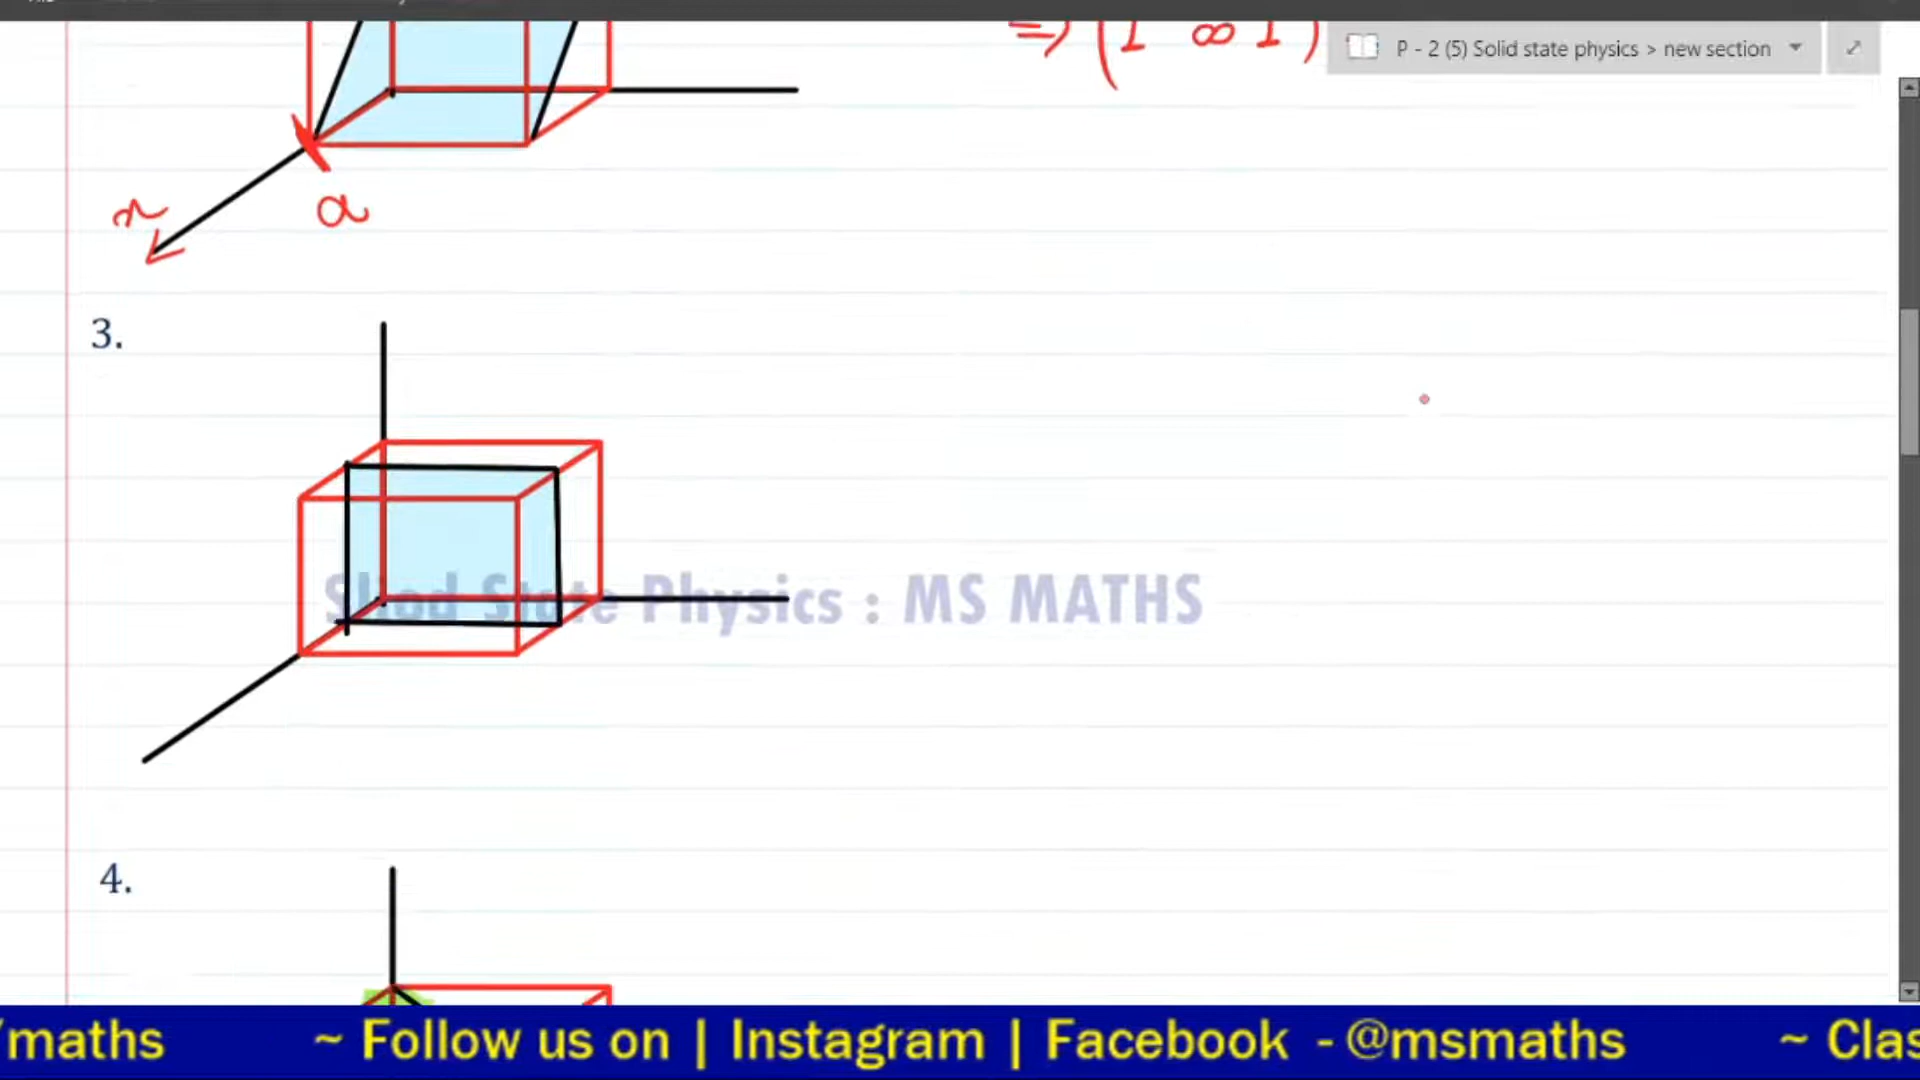 => (1 ∞ 1)
P - 2 (5) Solid state physics > new section
x
a
3.
Sliod State Physics : MS MATHS
4.
/maths ~ Follow us on | Instagram | Facebook - @msmaths ~ Clas